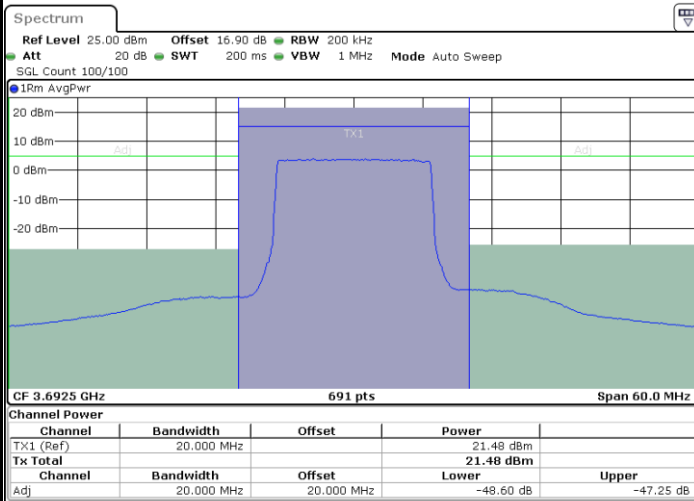 Spectrum
Ref Level 25.00 dBm Offset 16.90 dB RBW 200 kHz
Att 20 dB SWT 200 ms VBW 1 MHz Mode Auto Sweep
SGL Count 100/100
1Rm AvgPwr
20 dBm
TX1
10 dBm
Adj Adj
0 dBm
-10 dBm
-20 dBm
CF 3.6925 GHz 691 pts Span 60.0 MHz
Channel Power
Channel Bandwidth Offset Power
TX1 (Ref) 20.000 MHz 21.48 dBm
Tx Total 21.48 dBm
Channel Bandwidth Offset Lower Upper
Adj 20.000 MHz 20.000 MHz -48.60 dB -47.25 dB